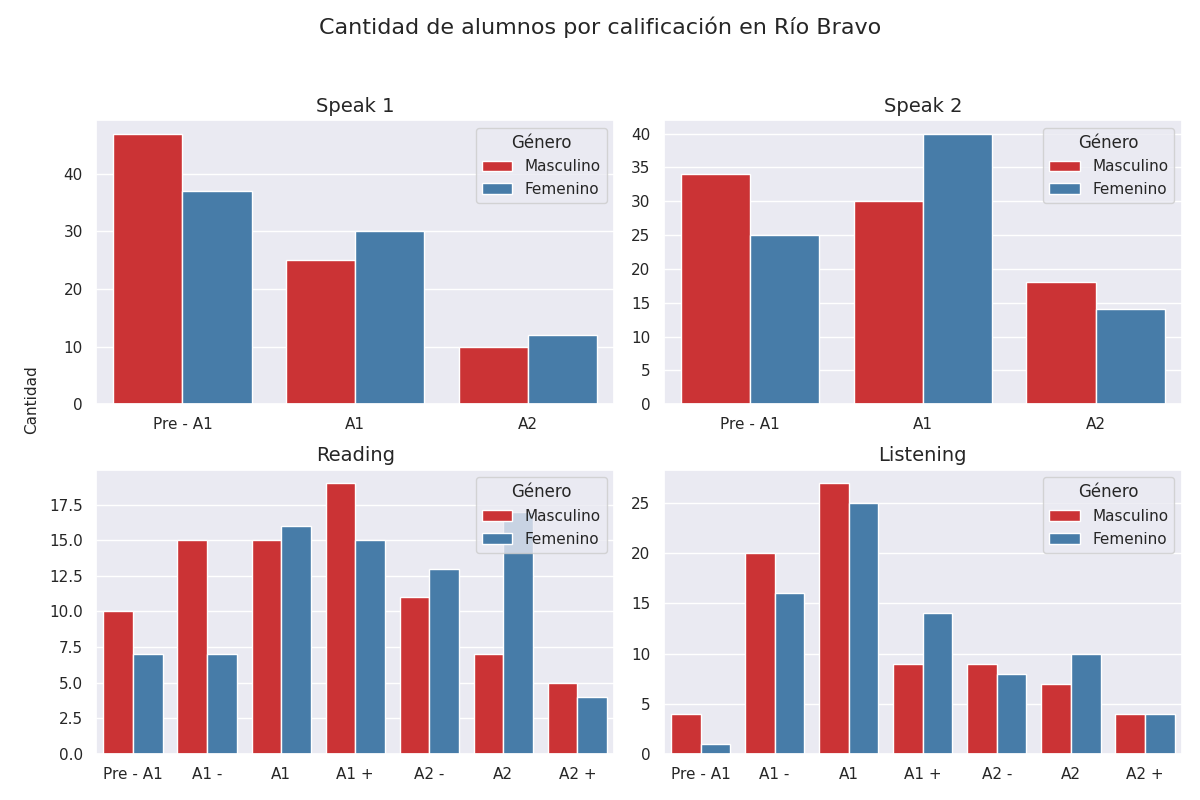 Cantidad de alumnos por calificación en Río Bravo
Speak 1
Género
Masculino
Femenino
40
30
20
10
0
Pre - A1 A1 A2
Speak 2
Género
Masculino
Femenino
40
35
30
25
20
15
10
5
0
Pre - A1 A1 A2
Cantidad
Reading
Género
Masculino
Femenino
17.5
15.0
12.5
10.0
7.5
5.0
2.5
0.0
Pre - A1 A1 - A1 A1 + A2 - A2 A2 +
Listening
Género
Masculino
Femenino
25
20
15
10
5
0
Pre - A1 A1 - A1 A1 + A2 - A2 A2 +